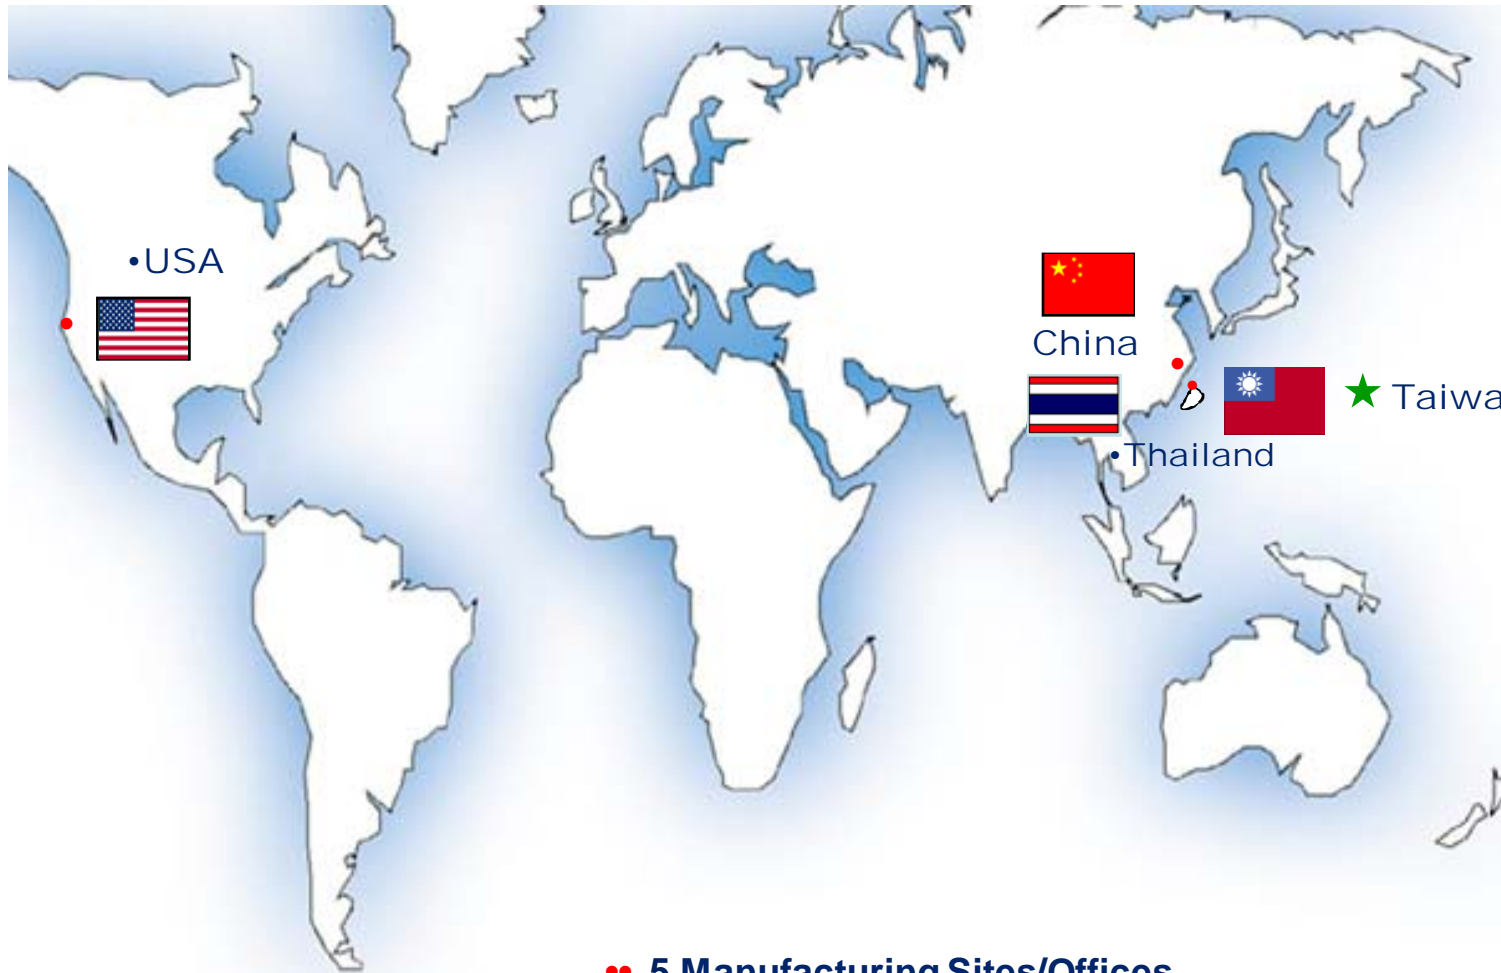 •USA
China
Taiwa
•Thailand
5 Manufacturing Sites/Offices